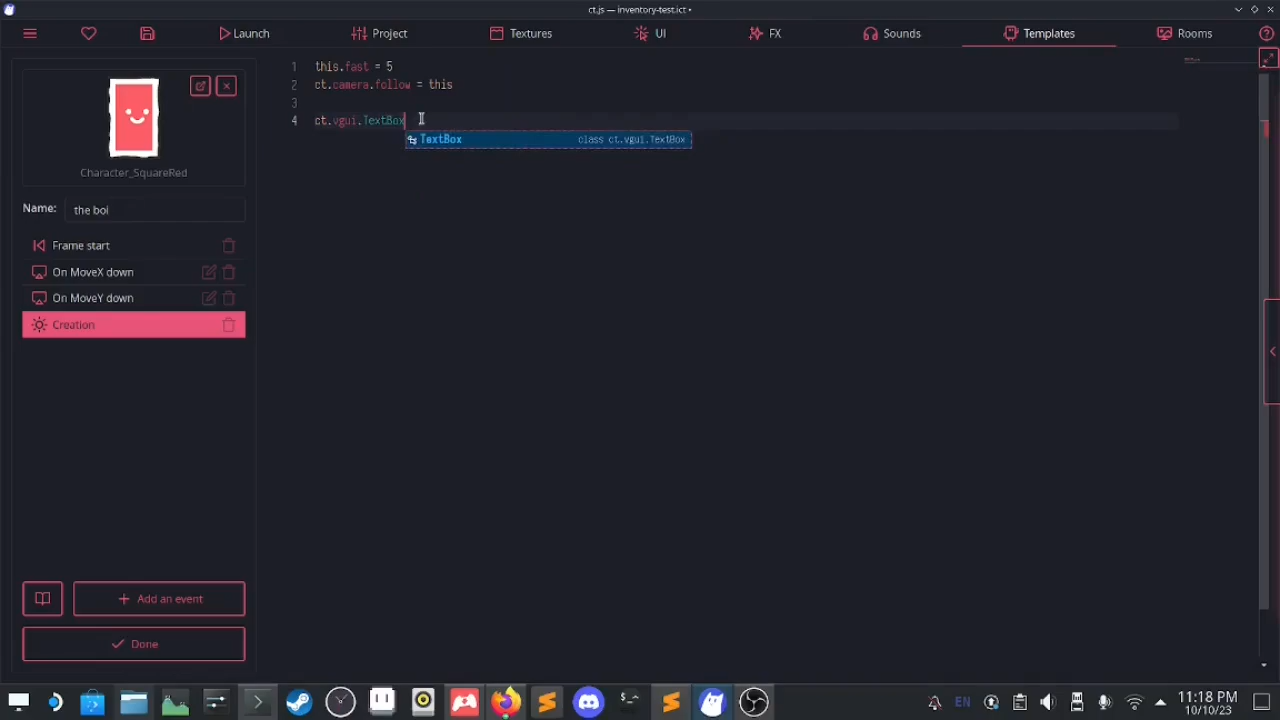 ct.js — inventory-test.ict •
Launch
Project
Textures
UI
FX
Sounds
Templates
Rooms
Character_SquareRed
Name: the boi
Frame start
On MoveX down
On MoveY down
Creation
Add an event
Done
1 this.fast = 5
2 ct.camera.follow = this
3
4 ct.vgui.TextBox
TextBox class ct.vgui.TextBox
EN
11:18 PM
10/10/23